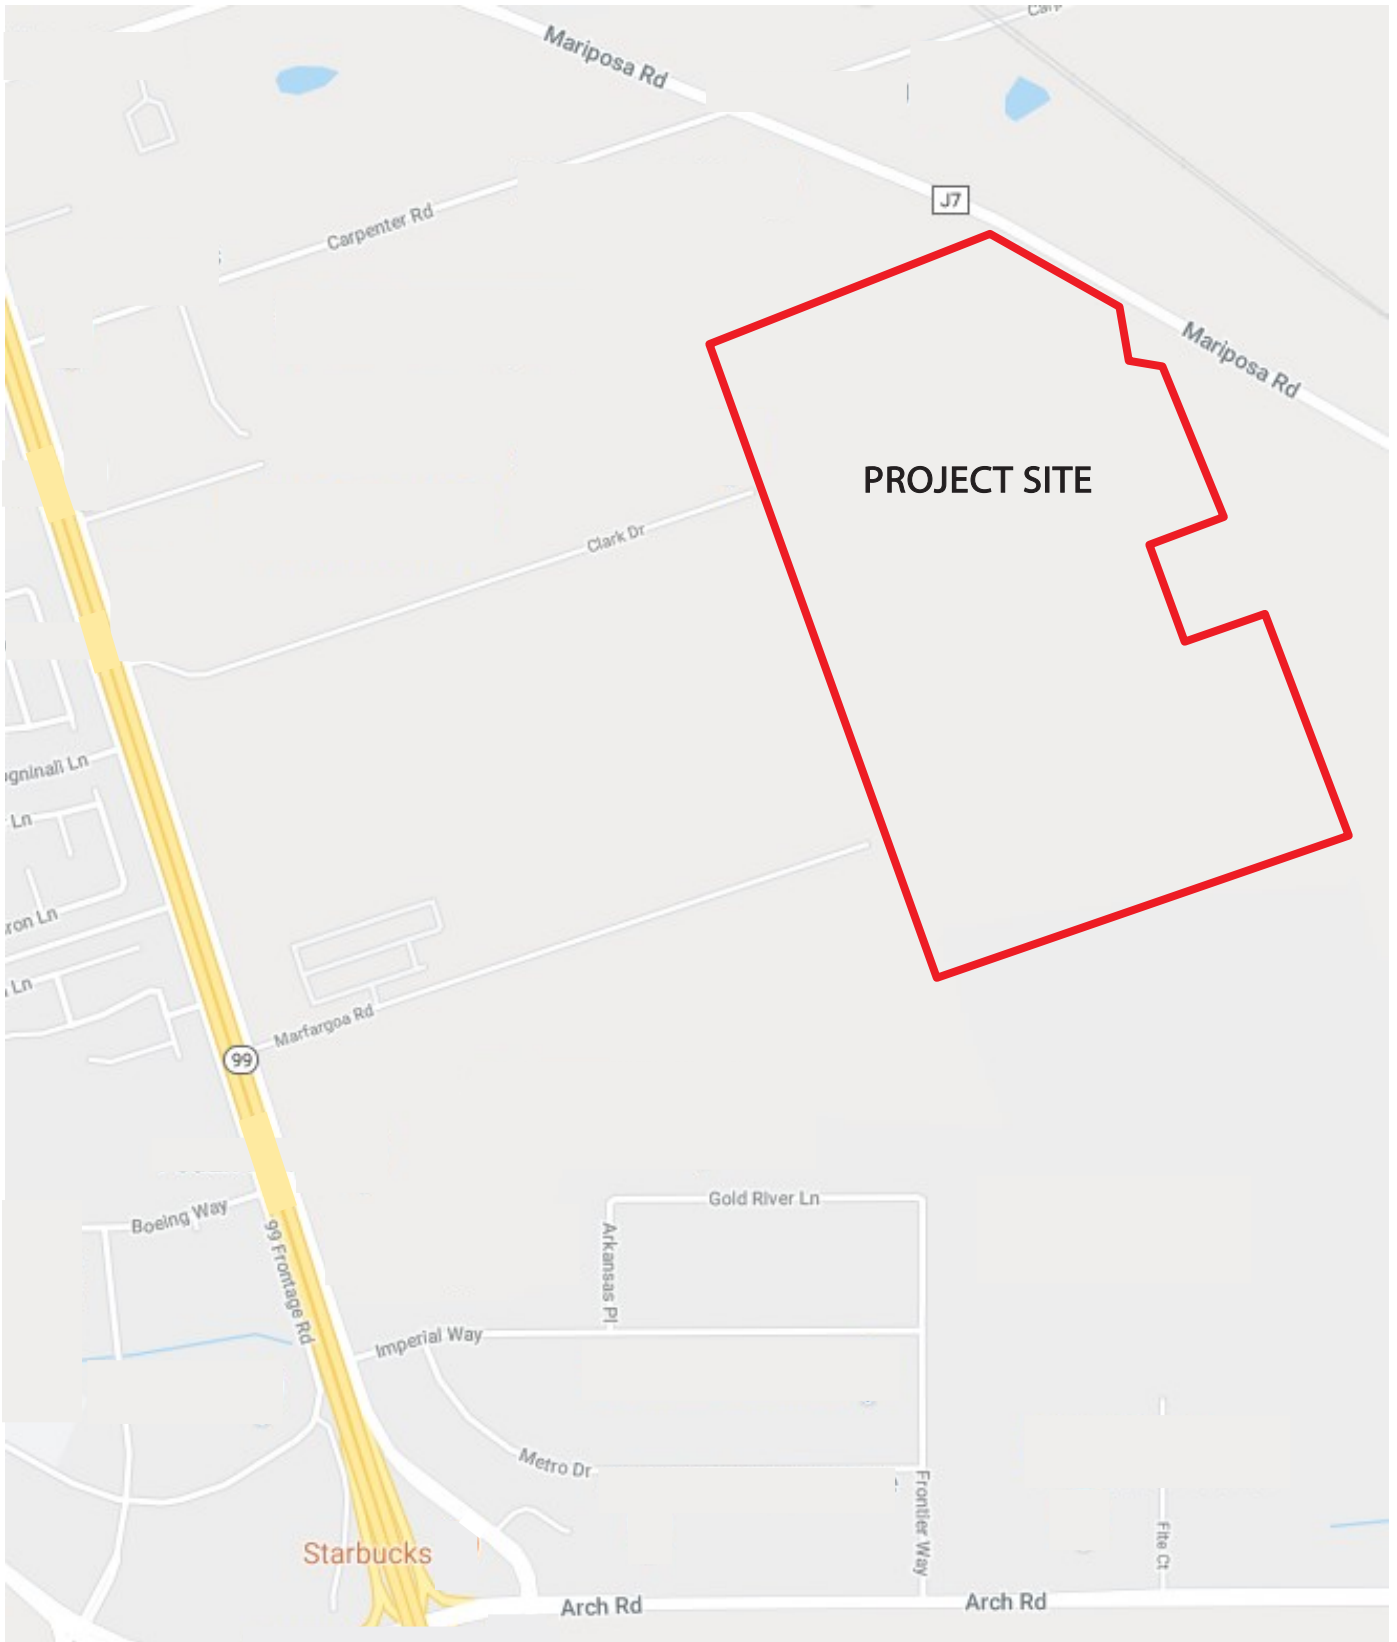 Mariposa Rd
J7
Carpenter Rd
Mariposa Rd
PROJECT SITE
Clark Dr
Ln
Ln
Marfargoa Rd
99
Boeing Way
99 Frontage Rd
Gold River Ln
Arkansas Pl
Imperial Way
Metro Dr
Frontier Way
Fite Ct
Starbucks
Arch Rd
Arch Rd